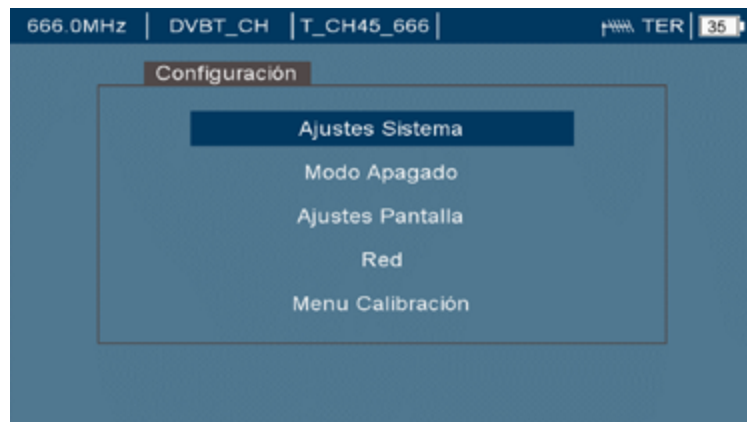 666.0MHz DVBT_CH T_CH45_666 TER 35
Configuración
Ajustes Sistema
Modo Apagado
Ajustes Pantalla
Red
Menu Calibración